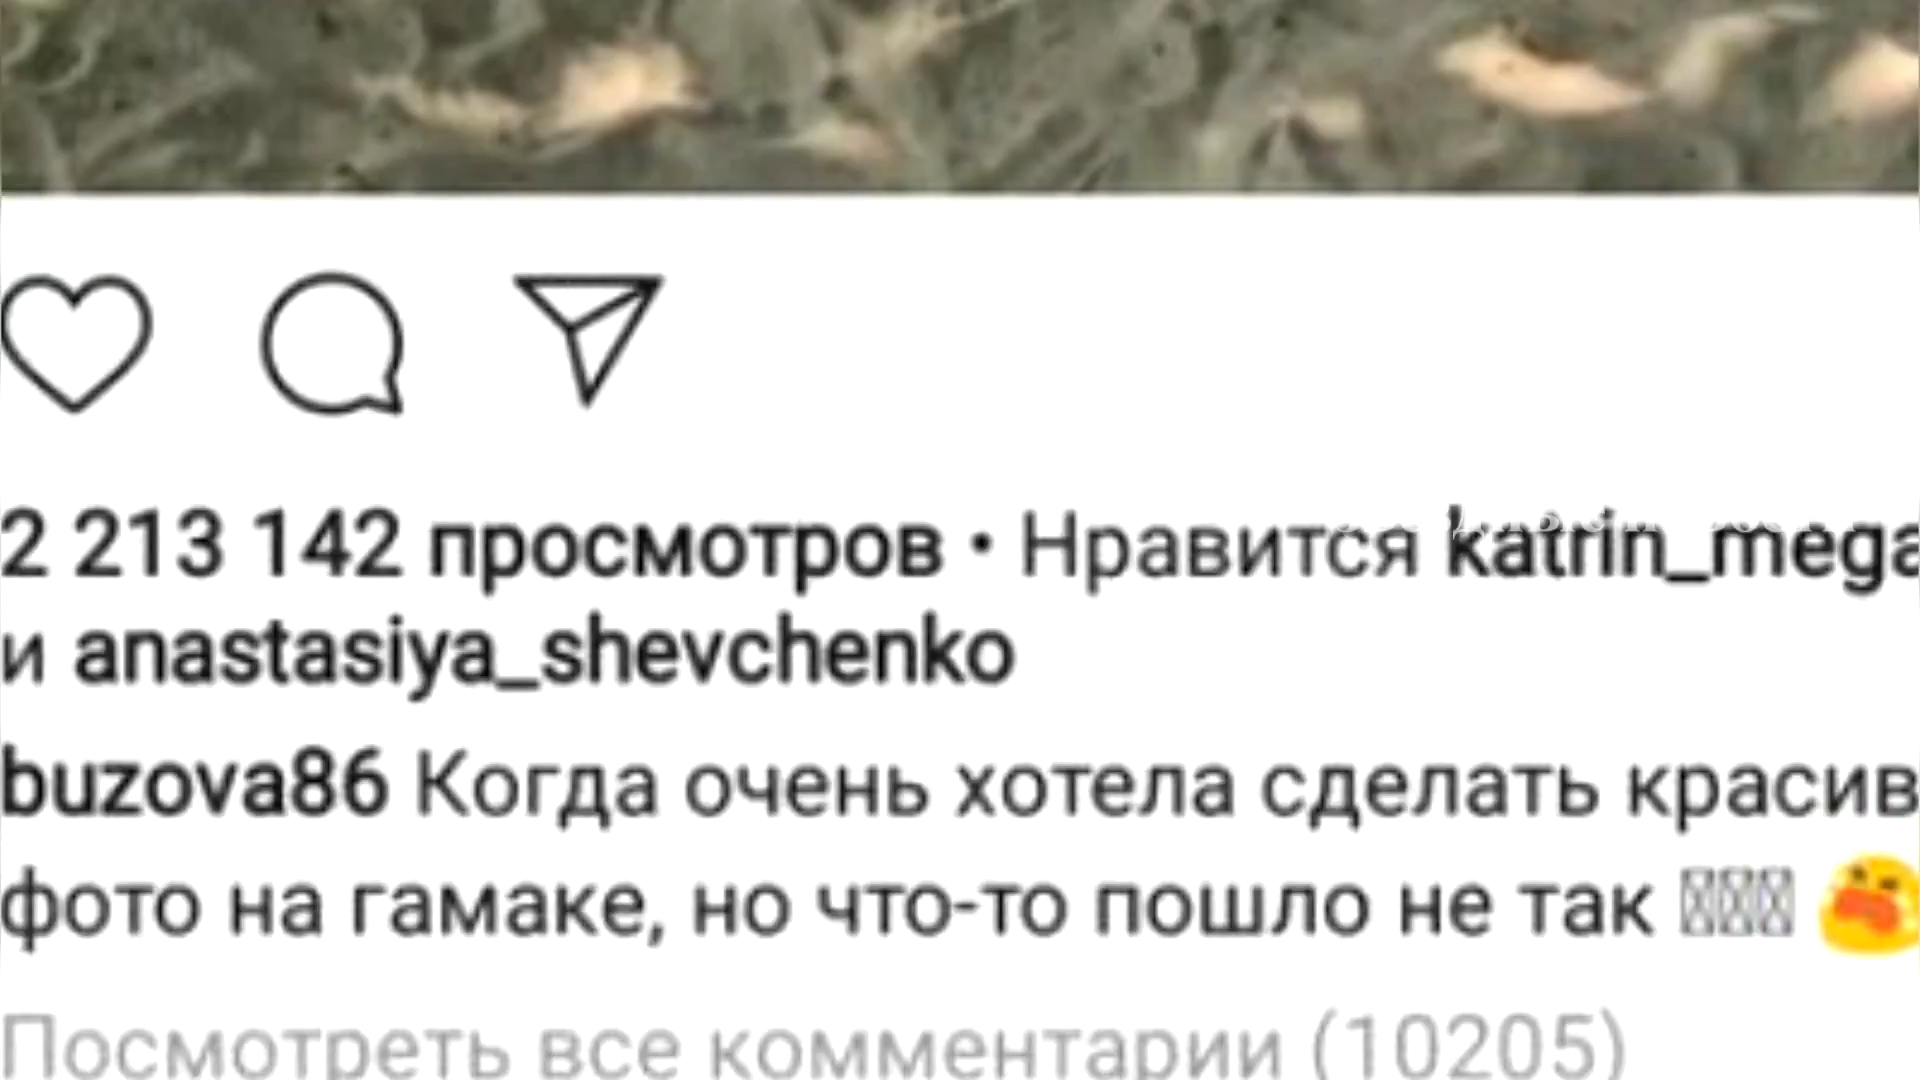 2 213 142 просмотров • Нравится katrin_mega
и anastasiya_shevchenko
buzova86 Когда очень хотела сделать красив
фото на гамаке, но что-то пошло не так 😲
Посмотреть все комментарии (10205)